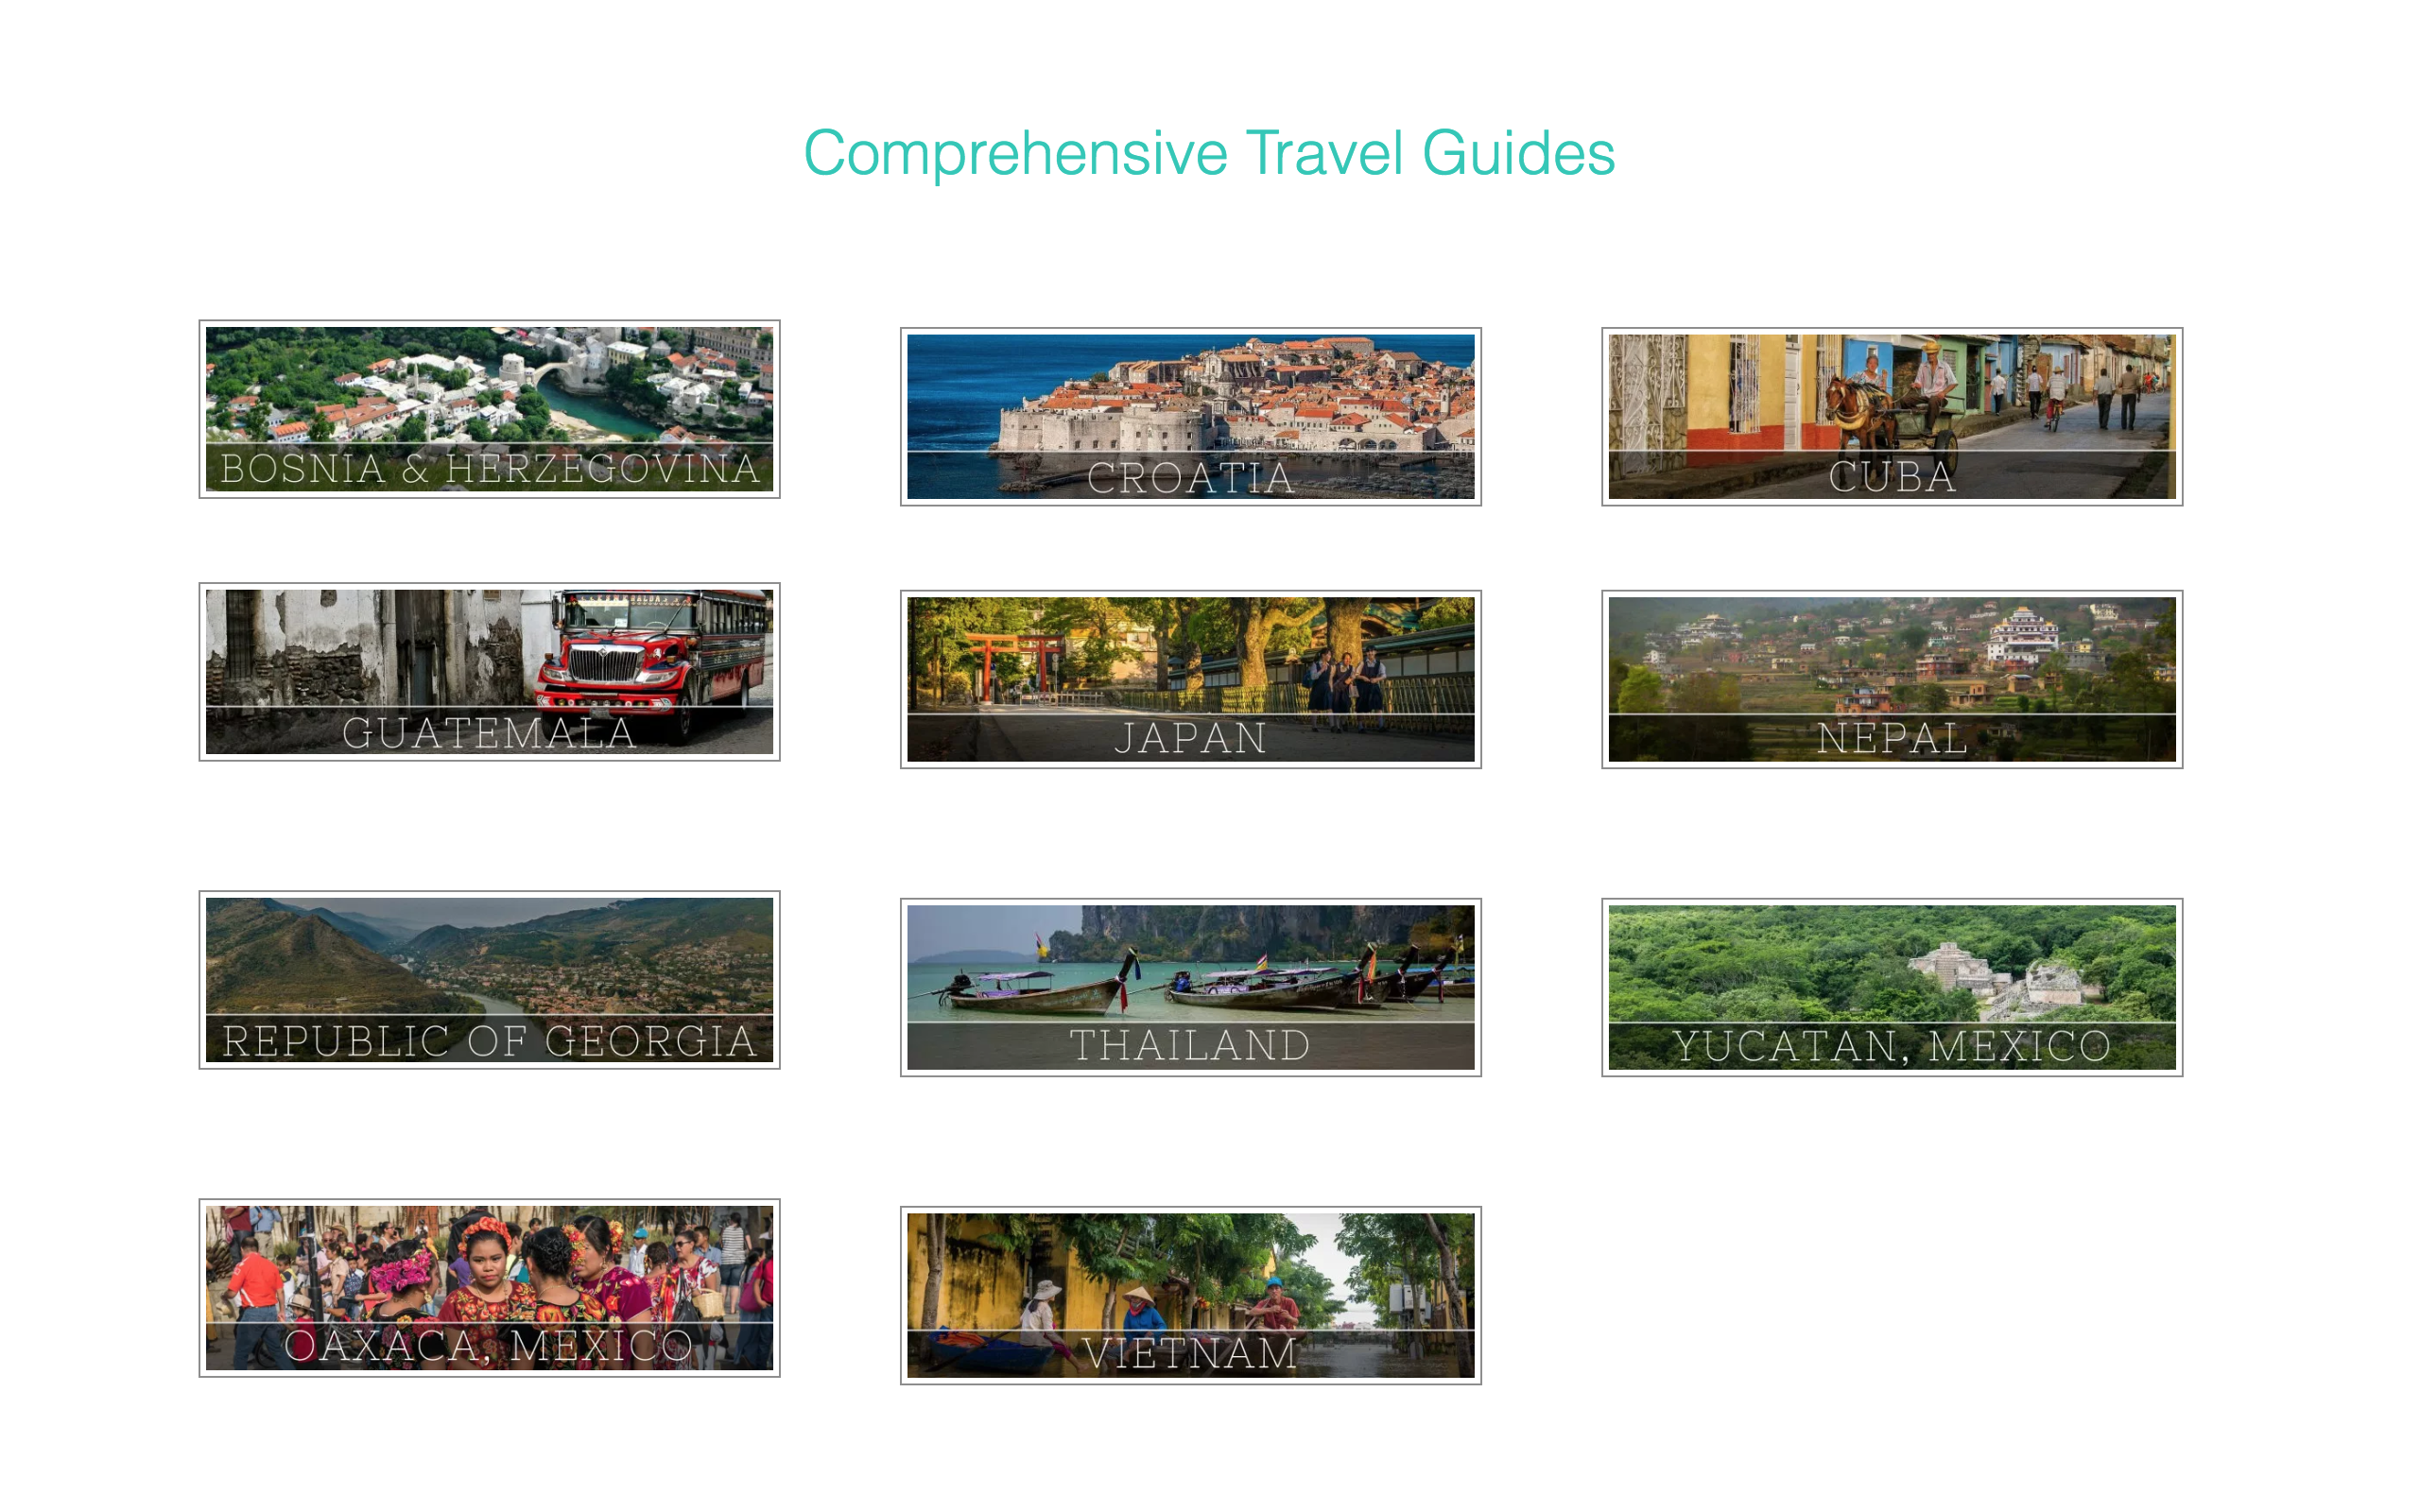 Comprehensive Travel Guides
BOSNIA & HERZEGOVINA
CROATIA
CUBA
GUATEMALA
JAPAN
NEPAL
REPUBLIC OF GEORGIA
THAILAND
YUCATAN, MEXICO
OAXACA, MEXICO
VIETNAM